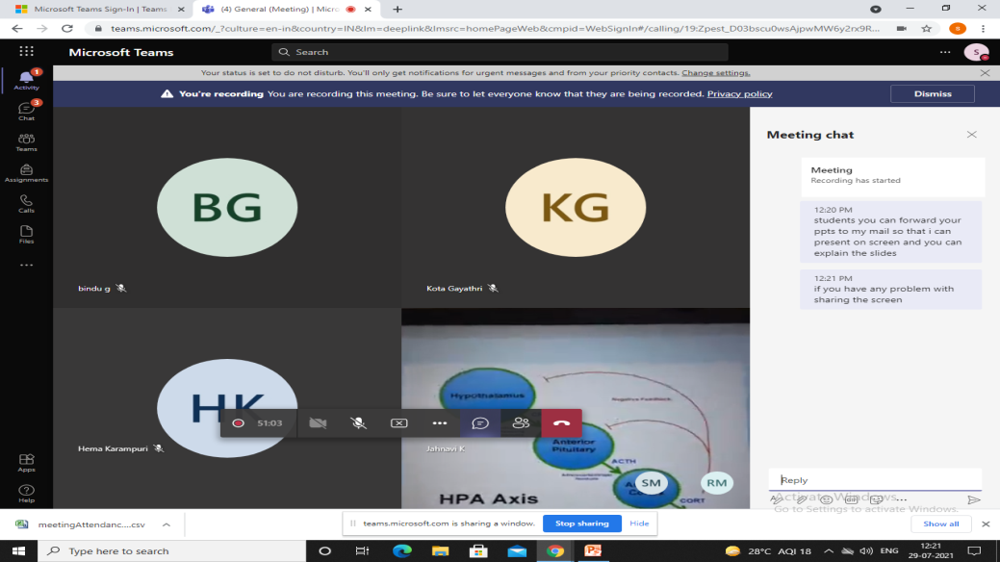 Microsoft Teams Sign-In | Teams
(4) General (Meeting) | Micro
teams.microsoft.com/_?culture=en-in&country=IN&lm=deeplink&lmsrc=homePageWeb&cmpid=WebSignIn#/calling/19:Zpest_D03bscu0wsAjpwMW6y2rx9R...
S
Microsoft Teams
Search
S
Your status is set to do not disturb. You'll only get notifications for urgent messages and from your priority contacts. Change settings.
You're recording You are recording this meeting. Be sure to let everyone know that they are being recorded. Privacy policy
Dismiss
1
Activity
3
Chat
Teams
Assignments
Calls
Files
Apps
Help
BG
bindu g
KG
Kota Gayathri
HK
Hema Karampuri
51:03
Hypothalamus
Negative Feedback
Anterior
Pituitary
ACTH
CORT
HPA Axis
Jahnavi K
SM
RM
Meeting chat
Meeting
Recording has started
12:20 PM
students you can forward your
ppts to my mail so that i can
present on screen and you can
explain the slides
12:21 PM
if you have any problem with
sharing the screen
Reply
Activate Windows
Go to Settings to activate Windows.
meetingAttendanc....csv
teams.microsoft.com is sharing a window.
Stop sharing
Hide
Show all
Type here to search
28°C AQI 18
ENG
12:21
29-07-2021